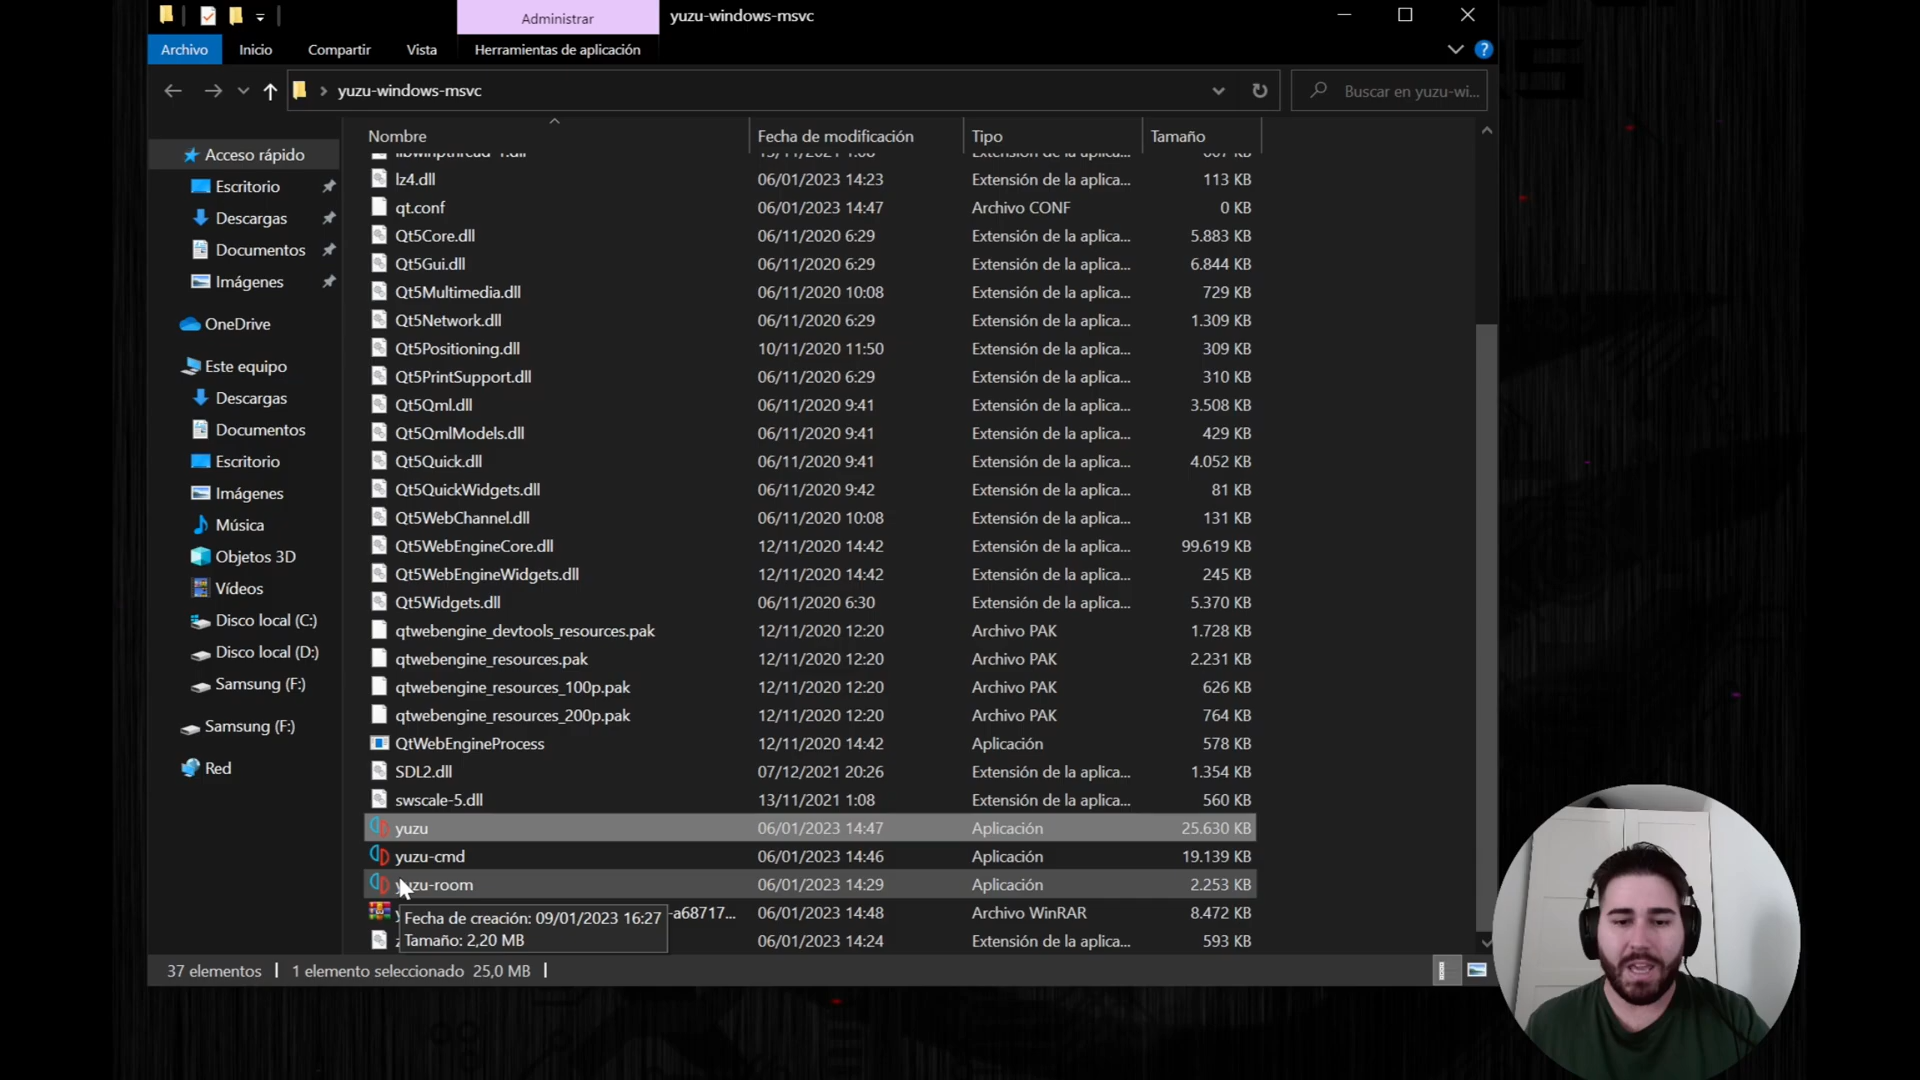 Administrar
yuzu-windows-msvc
Archivo
Inicio
Compartir
Vista
Herramientas de aplicación
yuzu-windows-msvc
Buscar en yuzu-wi...
Acceso rápido
Escritorio
Descargas
Documentos
Imágenes
OneDrive
Este equipo
Descargas
Documentos
Escritorio
Imágenes
Música
Objetos 3D
Vídeos
Disco local (C:)
Disco local (D:)
Samsung (F:)
Samsung (F:)
Red
Nombre Fecha de modificación Tipo Tamaño
lz4.dll 06/01/2023 14:23 Extensión de la aplica... 113 KB
qt.conf 06/01/2023 14:47 Archivo CONF 0 KB
Qt5Core.dll 06/11/2020 6:29 Extensión de la aplica... 5.883 KB
Qt5Gui.dll 06/11/2020 6:29 Extensión de la aplica... 6.844 KB
Qt5Multimedia.dll 06/11/2020 10:08 Extensión de la aplica... 729 KB
Qt5Network.dll 06/11/2020 6:29 Extensión de la aplica... 1.309 KB
Qt5Positioning.dll 10/11/2020 11:50 Extensión de la aplica... 309 KB
Qt5PrintSupport.dll 06/11/2020 6:29 Extensión de la aplica... 310 KB
Qt5Qml.dll 06/11/2020 9:41 Extensión de la aplica... 3.508 KB
Qt5QmlModels.dll 06/11/2020 9:41 Extensión de la aplica... 429 KB
Qt5Quick.dll 06/11/2020 9:41 Extensión de la aplica... 4.052 KB
Qt5QuickWidgets.dll 06/11/2020 9:42 Extensión de la aplica... 81 KB
Qt5WebChannel.dll 06/11/2020 10:08 Extensión de la aplica... 131 KB
Qt5WebEngineCore.dll 12/11/2020 14:42 Extensión de la aplica... 99.619 KB
Qt5WebEngineWidgets.dll 12/11/2020 14:42 Extensión de la aplica... 245 KB
Qt5Widgets.dll 06/11/2020 6:30 Extensión de la aplica... 5.370 KB
qtwebengine_devtools_resources.pak 12/11/2020 12:20 Archivo PAK 1.728 KB
qtwebengine_resources.pak 12/11/2020 12:20 Archivo PAK 2.231 KB
qtwebengine_resources_100p.pak 12/11/2020 12:20 Archivo PAK 626 KB
qtwebengine_resources_200p.pak 12/11/2020 12:20 Archivo PAK 764 KB
QtWebEngineProcess 12/11/2020 14:42 Aplicación 578 KB
SDL2.dll 07/12/2021 20:26 Extensión de la aplica... 1.354 KB
swscale-5.dll 13/11/2021 1:08 Extensión de la aplica... 560 KB
yuzu 06/01/2023 14:47 Aplicación 25.630 KB
yuzu-cmd 06/01/2023 14:46 Aplicación 19.139 KB
yuzu-room 06/01/2023 14:29 Aplicación 2.253 KB
-a68717... 06/01/2023 14:48 Archivo WinRAR 8.472 KB
06/01/2023 14:24 Extensión de la aplica... 593 KB
Fecha de creación: 09/01/2023 16:27
Tamaño: 2,20 MB
37 elementos 1 elemento seleccionado 25,0 MB